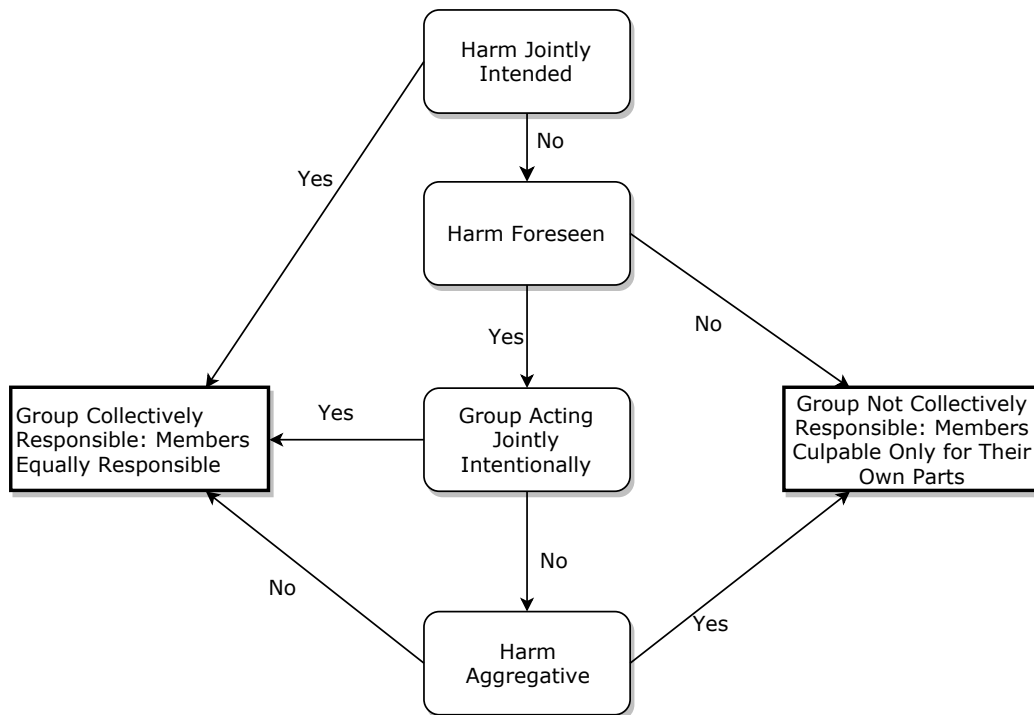 Harm Jointly
Intended
No
Yes
Harm Foreseen
No
Yes
Group Collectively
Responsible: Members
Equally Responsible
Yes
Group Acting
Jointly
Intentionally
Group Not Collectively
Responsible: Members
Culpable Only for Their
Own Parts
No
No
Yes
Harm
Aggregative